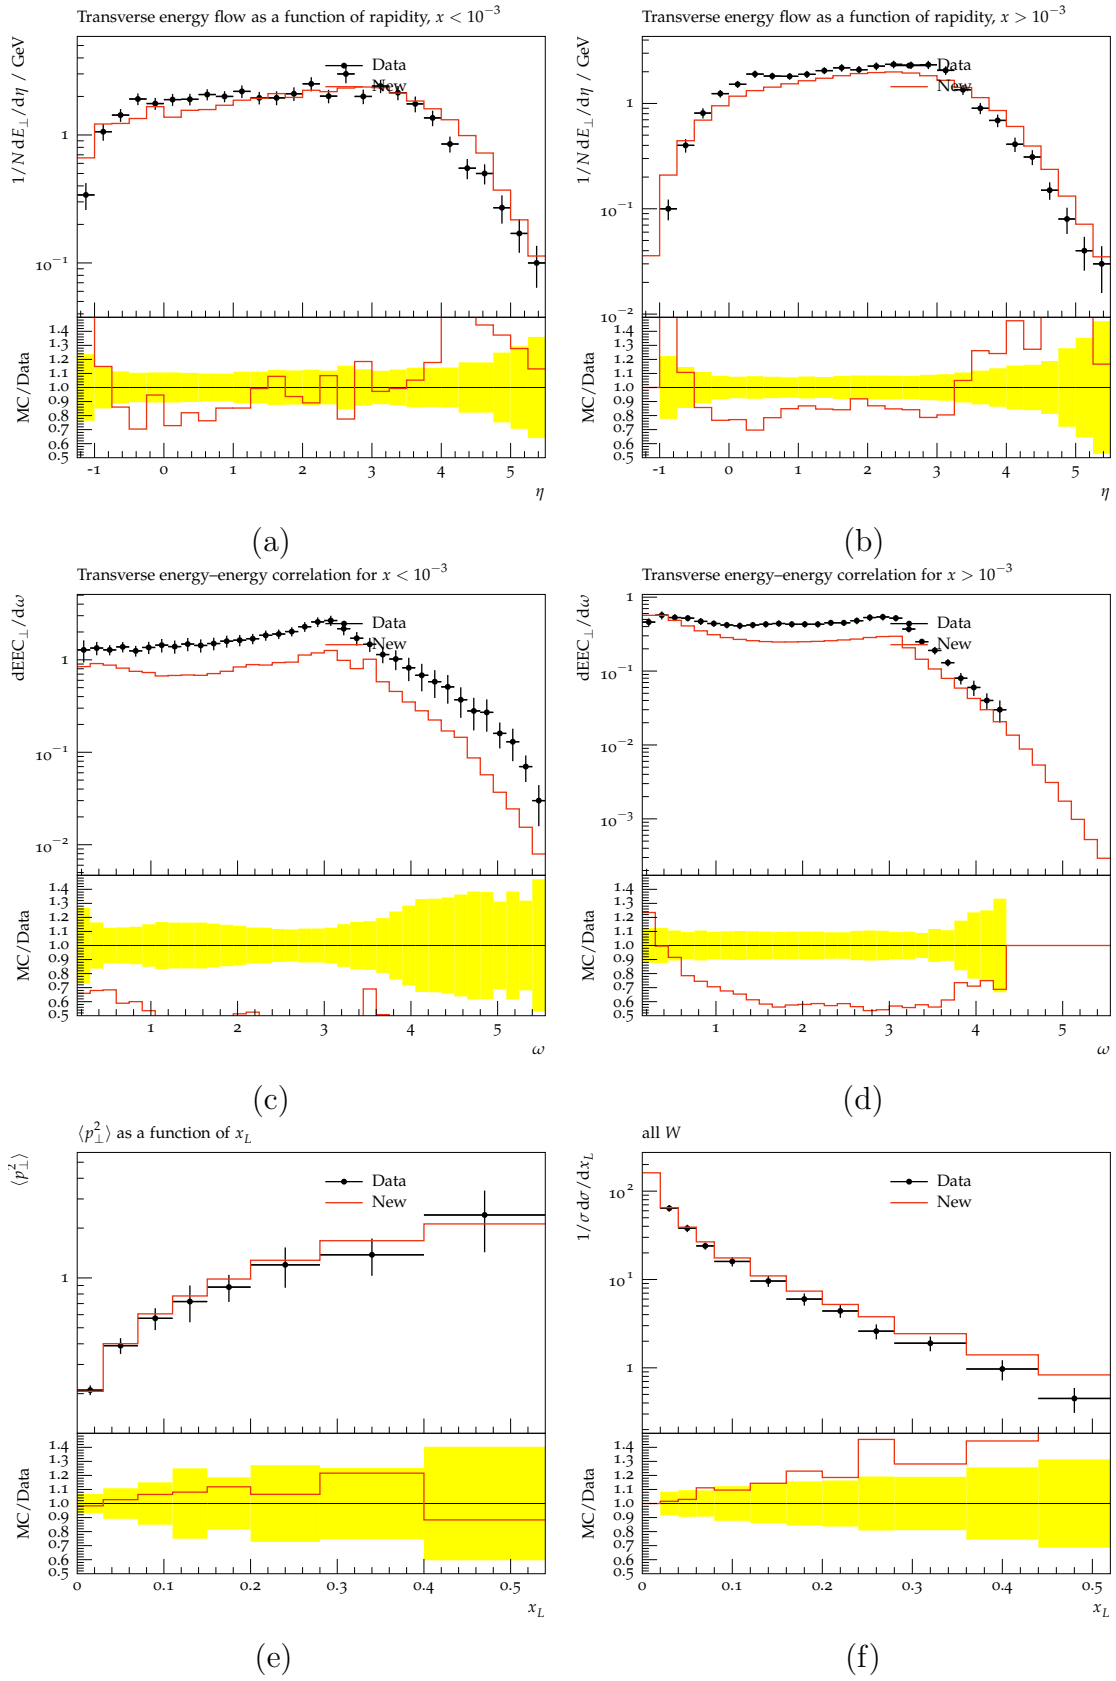 Transverse energy flow as a function of rapidity, x < 10⁻³
1/N dE⊥/dη / GeV
Data
New
1
10⁻¹
MC/Data
1.4
1.3
1.2
1.1
1.0
0.9
0.8
0.7
0.6
0.5
-1 0 1 2 3 4 5
η
(a)
Transverse energy flow as a function of rapidity, x > 10⁻³
1/N dE⊥/dη / GeV
Data
New
1
10⁻¹
10⁻²
MC/Data
1.4
1.3
1.2
1.1
1.0
0.9
0.8
0.7
0.6
0.5
-1 0 1 2 3 4 5
η
(b)
Transverse energy–energy correlation for x < 10⁻³
dEEC⊥/dω
Data
New
1
10⁻¹
10⁻²
MC/Data
1.4
1.3
1.2
1.1
1.0
0.9
0.8
0.7
0.6
0.5
1 2 3 4 5
ω
(c)
Transverse energy–energy correlation for x > 10⁻³
dEEC⊥/dω
Data
New
1
10⁻¹
10⁻²
10⁻³
MC/Data
1.4
1.3
1.2
1.1
1.0
0.9
0.8
0.7
0.6
0.5
1 2 3 4 5
ω
(d)
⟨p²⊥⟩ as a function of x_L
⟨p²⊥⟩
Data
New
1
MC/Data
1.4
1.3
1.2
1.1
1.0
0.9
0.8
0.7
0.6
0.5
0 0.1 0.2 0.3 0.4 0.5
x_L
(e)
all W
1/σ dσ/dx_L
Data
New
10²
10¹
1
MC/Data
1.4
1.3
1.2
1.1
1.0
0.9
0.8
0.7
0.6
0.5
0 0.1 0.2 0.3 0.4 0.5
x_L
(f)